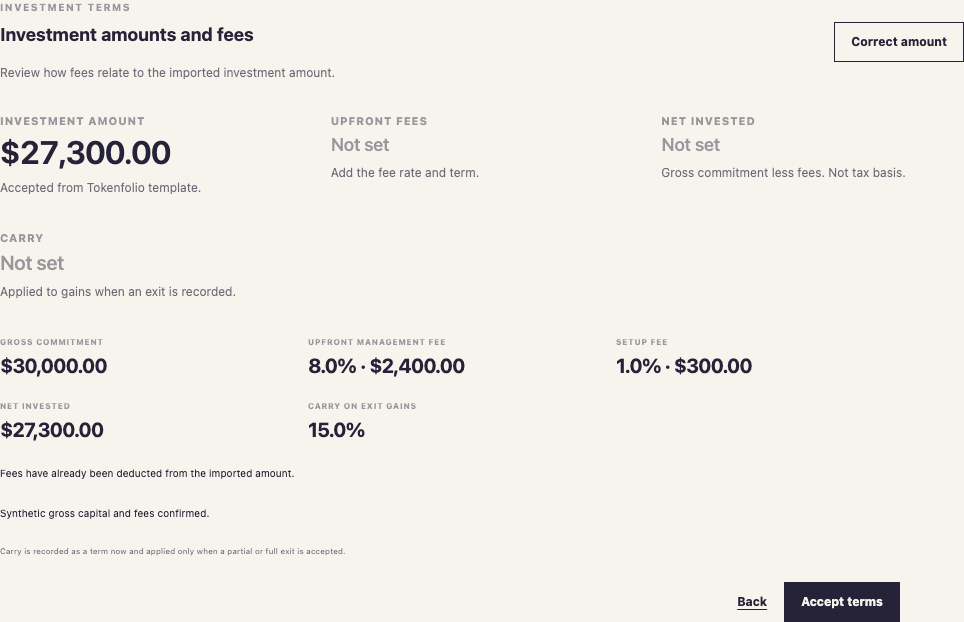 INVESTMENT TERMS
Investment amounts and fees
Correct amount
Review how fees relate to the imported investment amount.
INVESTMENT AMOUNT
$27,300.00
Accepted from Tokenfolio template.
UPFRONT FEES
Not set
Add the fee rate and term.
NET INVESTED
Not set
Gross commitment less fees. Not tax basis.
CARRY
Not set
Applied to gains when an exit is recorded.
GROSS COMMITMENT
$30,000.00
UPFRONT MANAGEMENT FEE
8.0% · $2,400.00
SETUP FEE
1.0% · $300.00
NET INVESTED
$27,300.00
CARRY ON EXIT GAINS
15.0%
Fees have already been deducted from the imported amount.
Synthetic gross capital and fees confirmed.
Carry is recorded as a term now and applied only when a partial or full exit is accepted.
Back
Accept terms